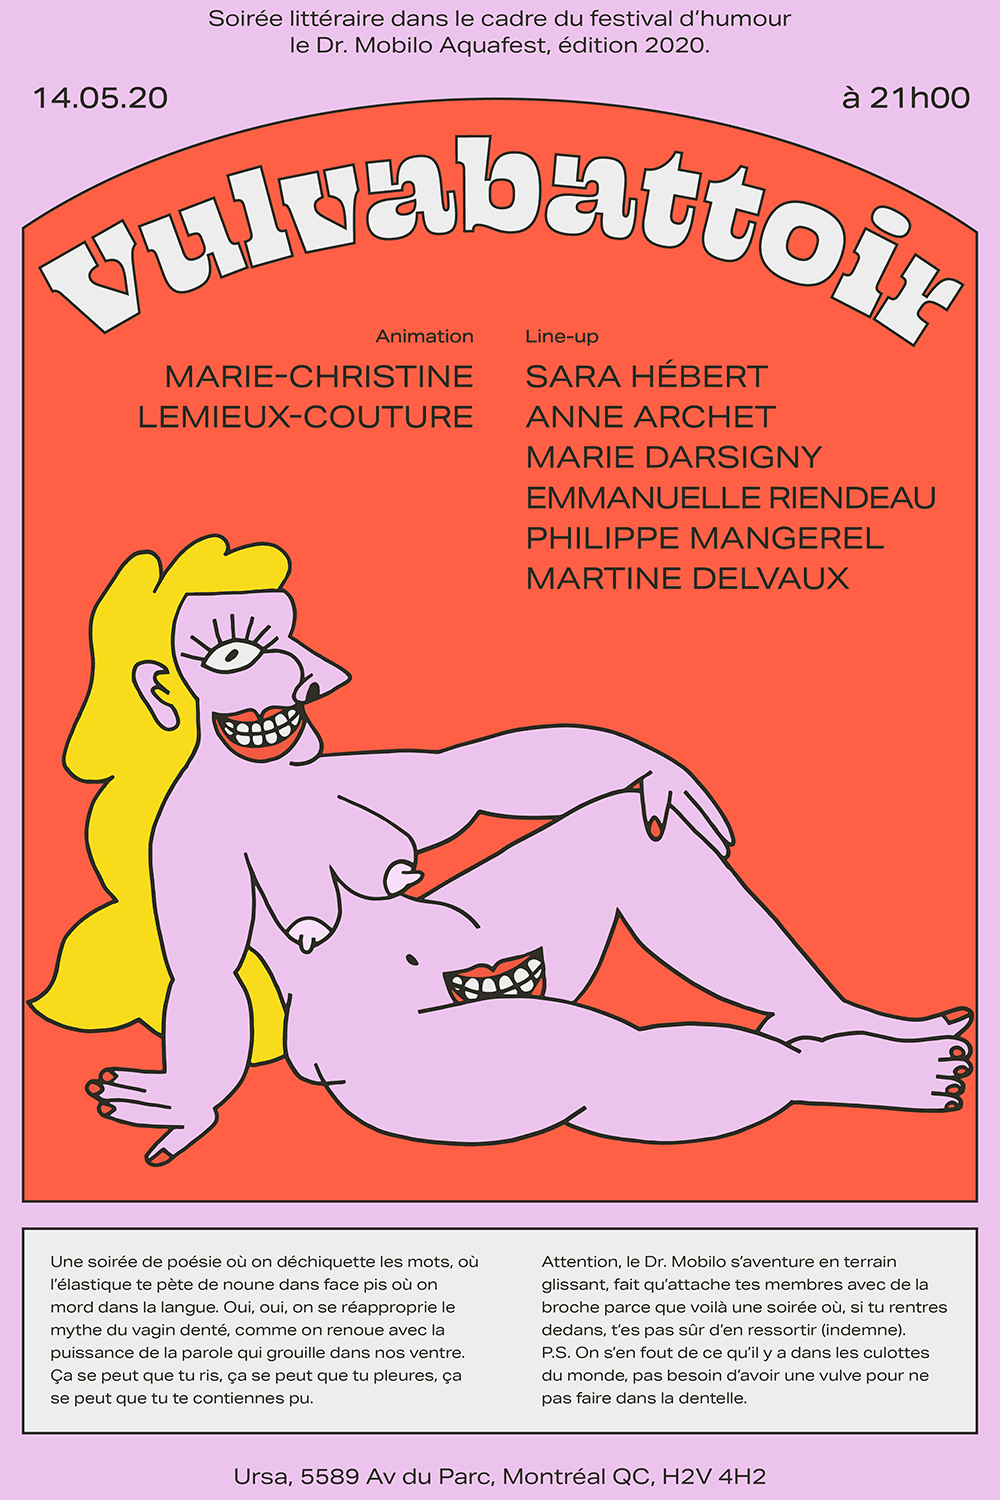 Soirée littéraire dans le cadre du festival d’humour
le Dr. Mobilo Aquafest, édition 2020.
14.05.20
à 21h00
Vulvabattoir
Animation
MARIE-CHRISTINE
LEMIEUX-COUTURE
Line-up
SARA HÉBERT
ANNE ARCHET
MARIE DARSIGNY
EMMANUELLE RIENDEAU
PHILIPPE MANGEREL
MARTINE DELVAUX
Une soirée de poésie où on déchiquette les mots, où
l’élastique te pète de noune dans face pis où on
mord dans la langue. Oui, oui, on se réapproprie le
mythe du vagin denté, comme on renoue avec la
puissance de la parole qui grouille dans nos ventre.
Ça se peut que tu ris, ça se peut que tu pleures, ça
se peut que tu te contiennes pu.
Attention, le Dr. Mobilo s’aventure en terrain
glissant, fait qu’attache tes membres avec de la
broche parce que voilà une soirée où, si tu rentres
dedans, t’es pas sûr d’en ressortir (indemne).
P.S. On s’en fout de ce qu’il y a dans les culottes
du monde, pas besoin d’avoir une vulve pour ne
pas faire dans la dentelle.
Ursa, 5589 Av du Parc, Montréal QC, H2V 4H2